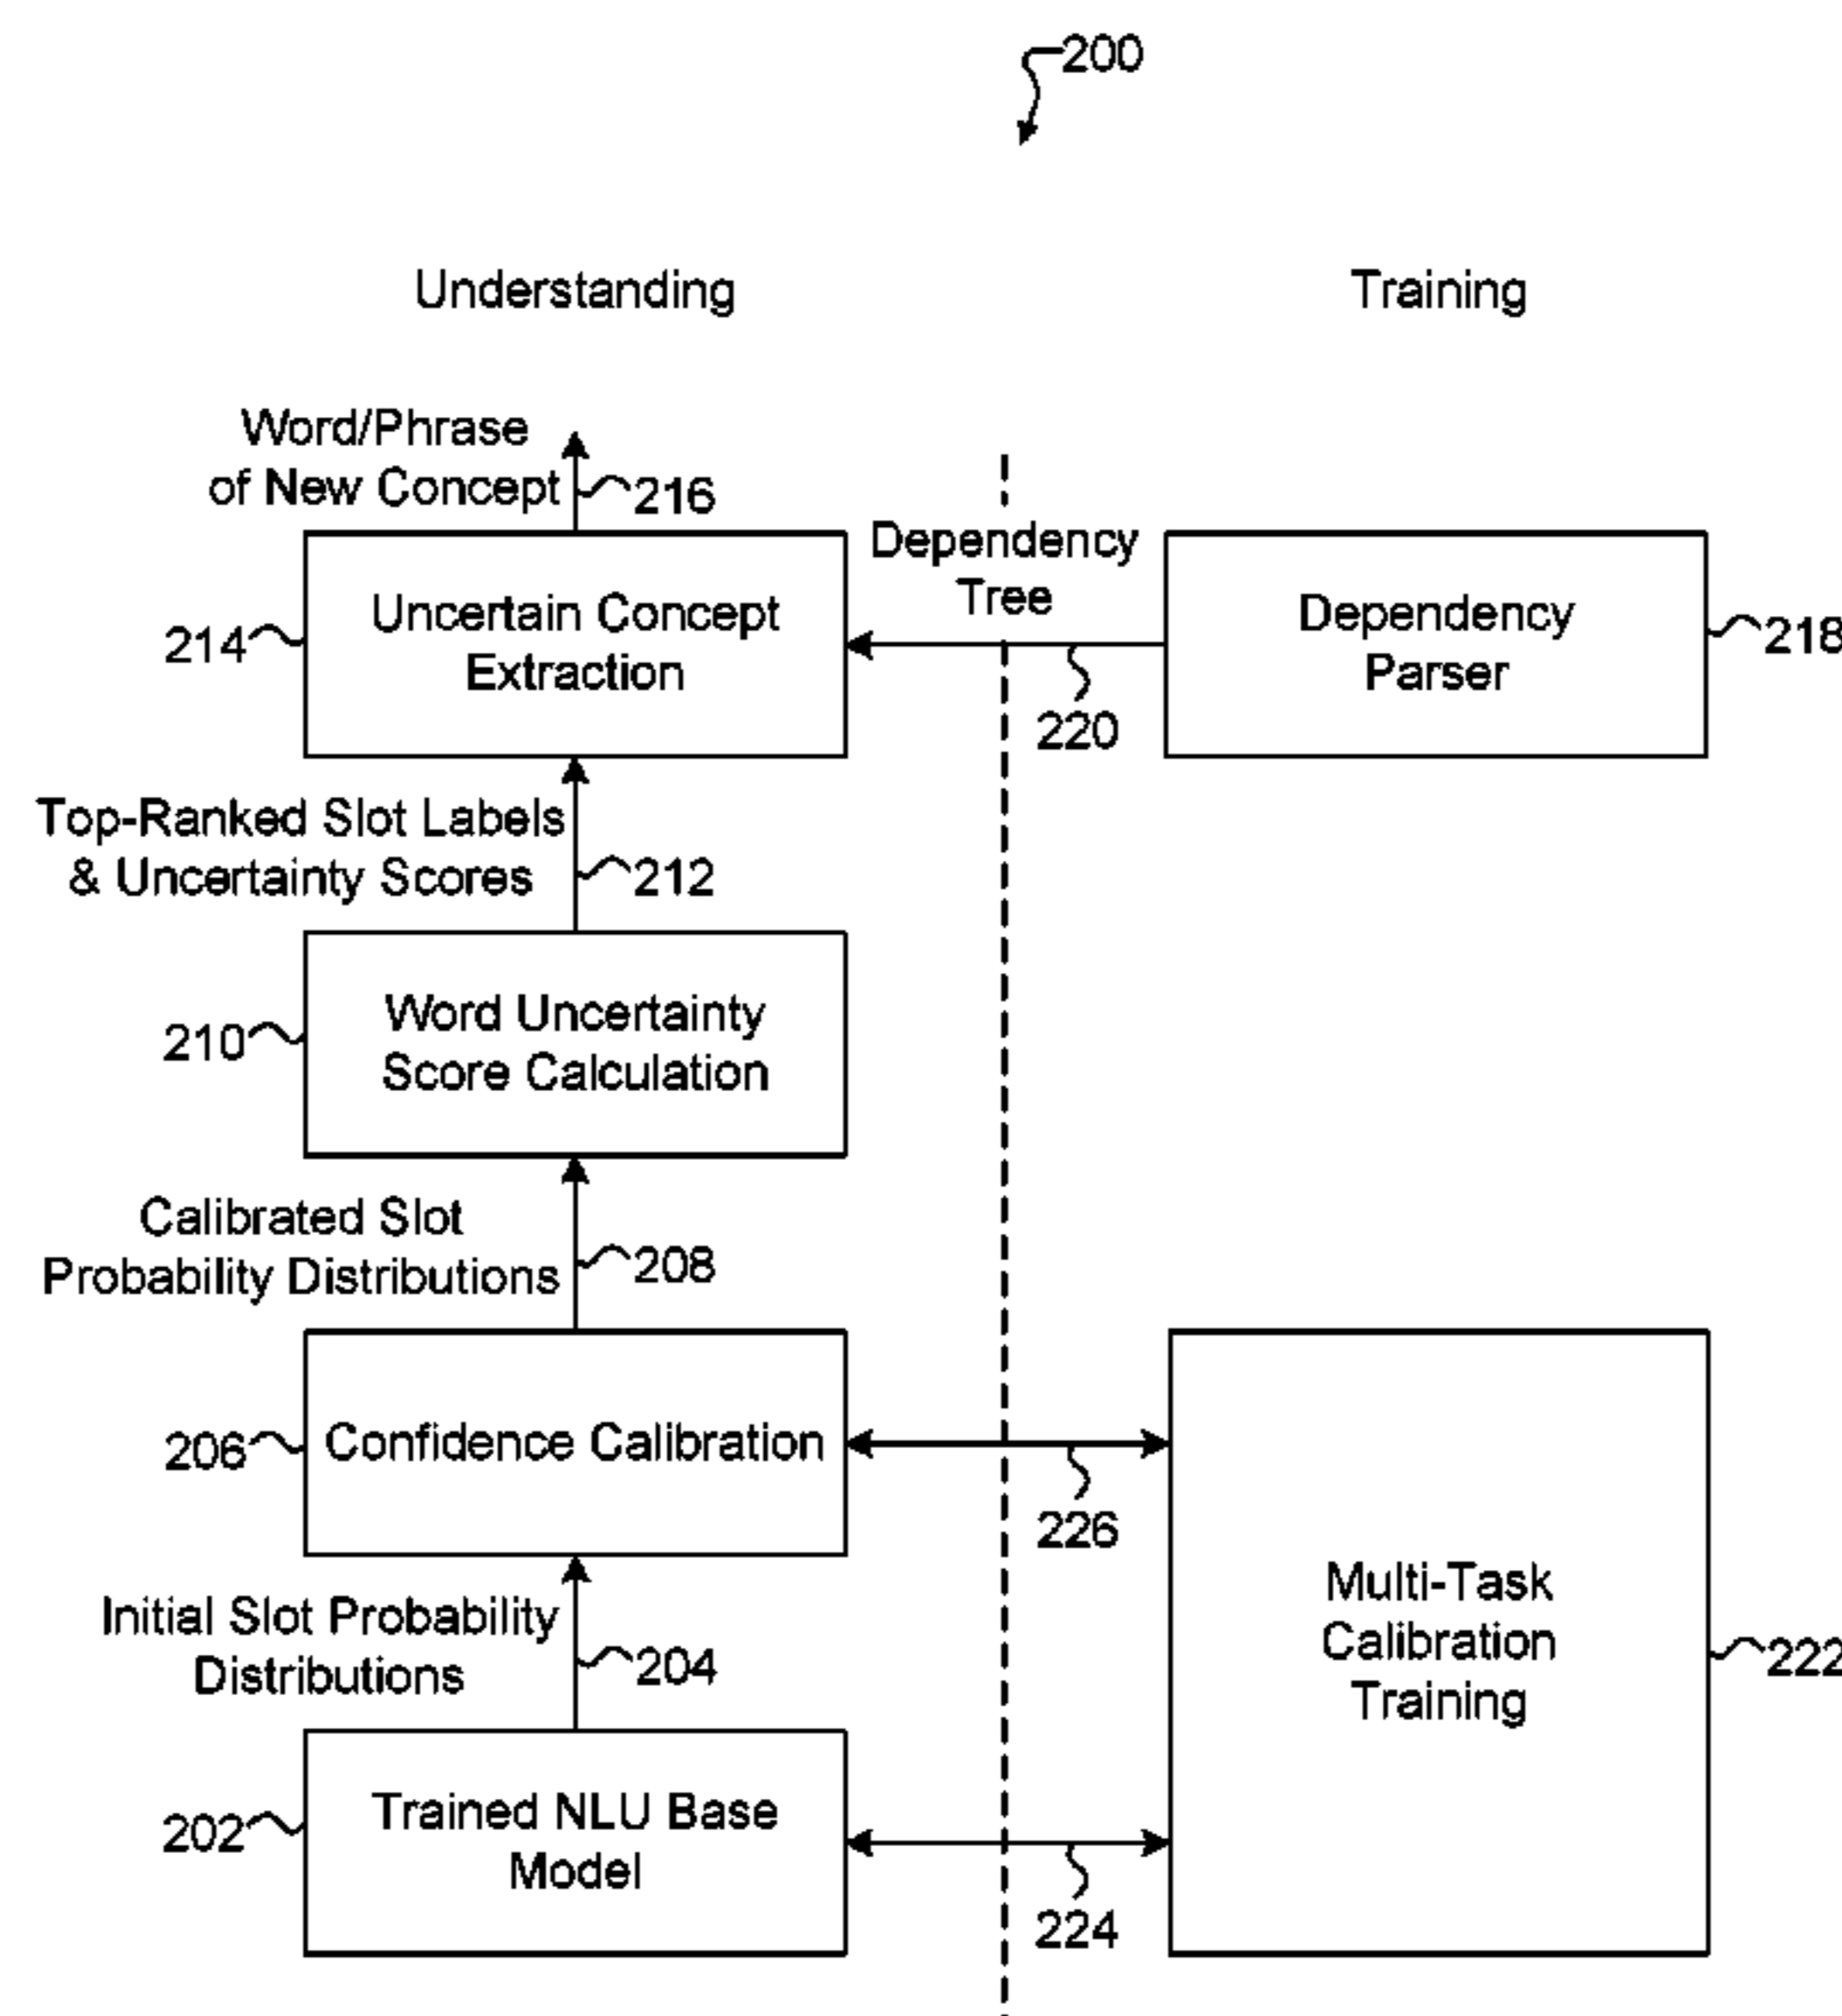 200
Understanding
Training
Word/Phrase
of New Concept
216
Dependency
Tree
214
Uncertain Concept
Extraction
Dependency
Parser
218
220
Top-Ranked Slot Labels
& Uncertainty Scores
212
210
Word Uncertainty
Score Calculation
Calibrated Slot
Probability Distributions
208
206
Confidence Calibration
226
Multi-Task
Calibration
Training
222
Initial Slot Probability
Distributions
204
202
Trained NLU Base
Model
224